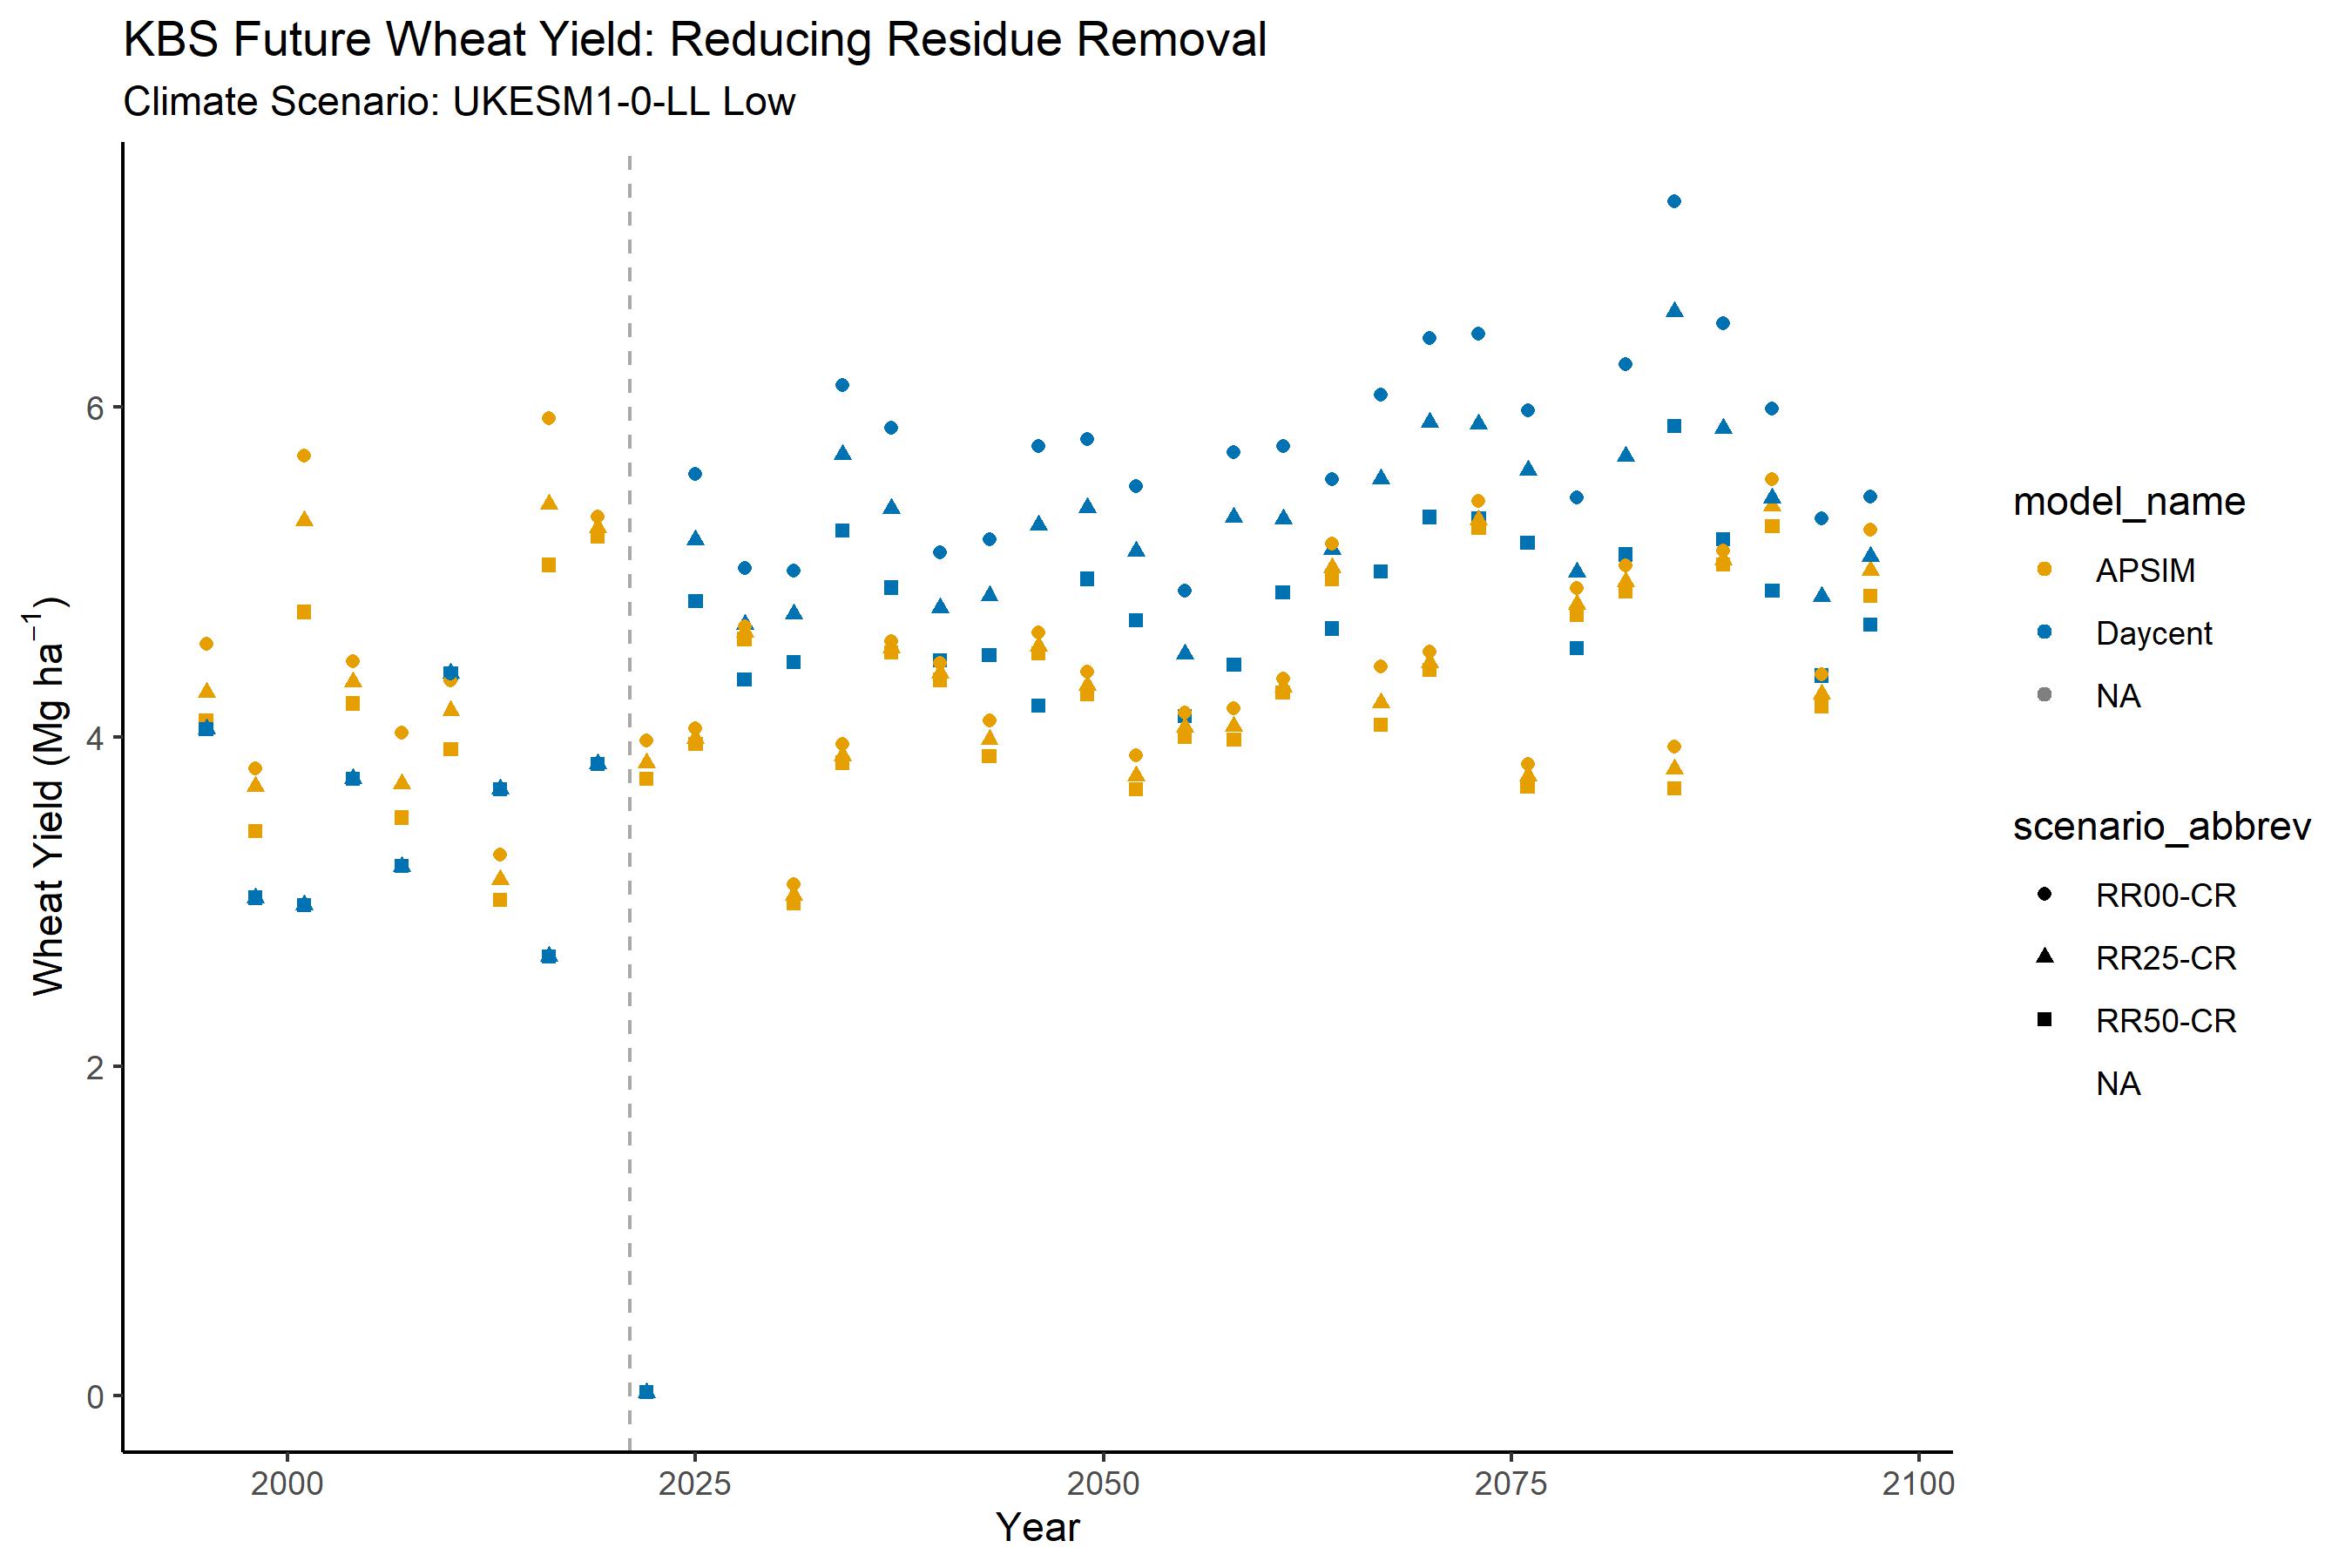 KBS Future Wheat Yield: Reducing Residue Removal
Climate Scenario: UKESM1-0-LL Low
Wheat Yield (Mg ha⁻¹)
6
4
2
0
2000
2025
2050
2075
2100
Year
model_name
APSIM
Daycent
NA
scenario_abbrev
RR00-CR
RR25-CR
RR50-CR
NA